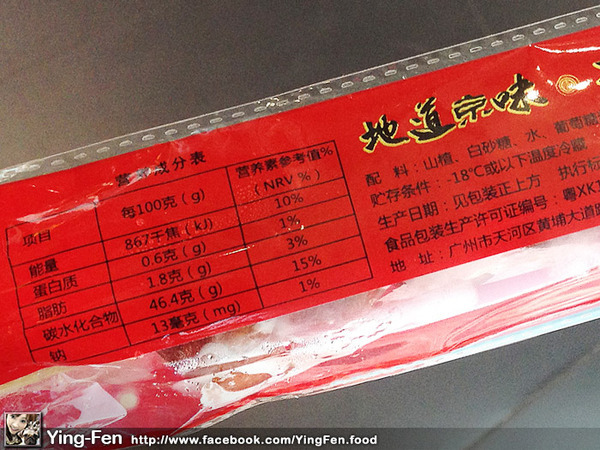 地道京味
营养成分表
项目 每100克(g) 营养素参考值%(NRV%)
能量 867千焦(kJ) 10%
蛋白质 0.6克(g) 1%
脂肪 1.8克(g) 3%
碳水化合物 46.4克(g) 15%
钠 13毫克(mg) 1%
配 料：山楂、白砂糖、水、葡萄糖
贮存条件：-18℃或以下温度冷藏
生产日期：见包装正上方 执行标
食品包装生产许可证编号：粤XK1
地 址：广州市天河区黄埔大道路
Ying-Fen http://www.facebook.com/YingFen.food